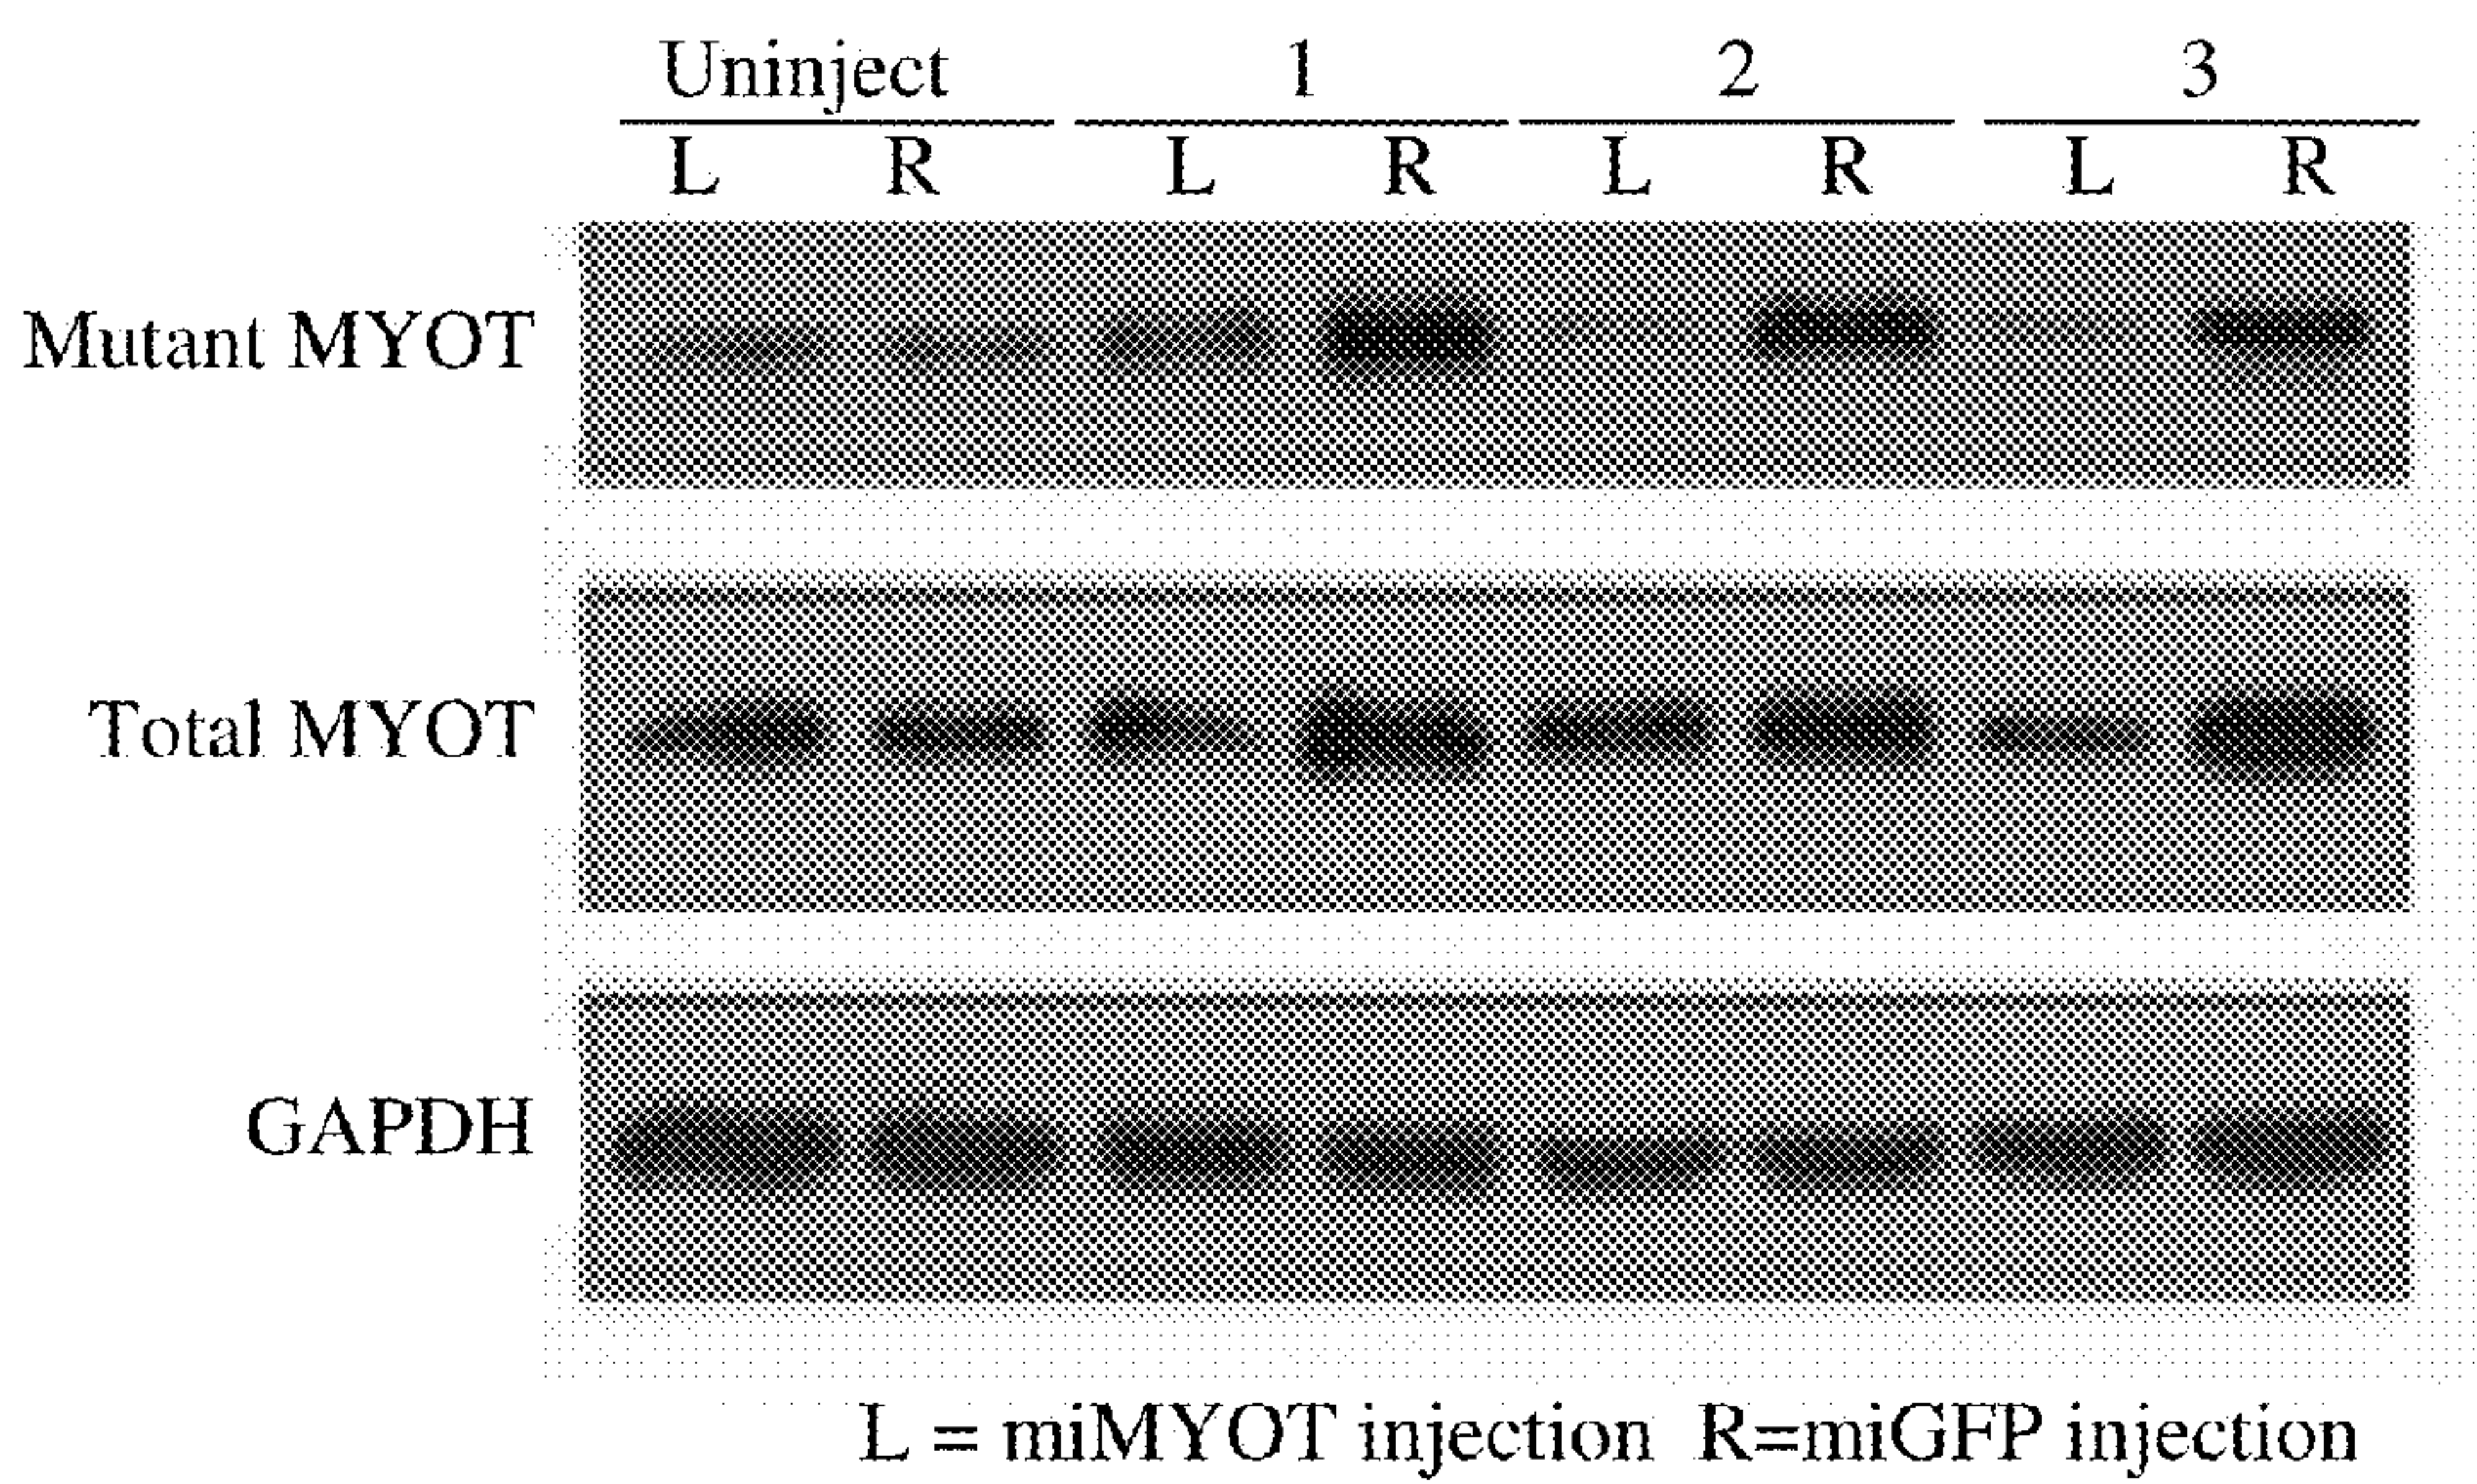 Uninject 1 2 3
L R L R L R L R
Mutant MYOT
Total MYOT
GAPDH
L = miMYOT injection R=miGFP injection